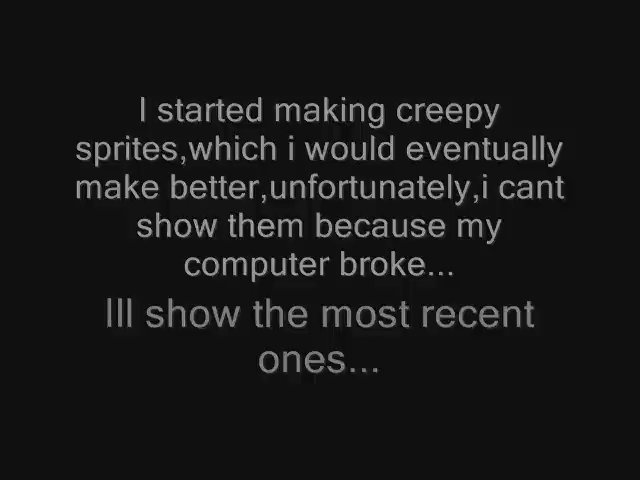 I started making creepy
sprites,which i would eventually
make better,unfortunately,i cant
show them because my
computer broke...
Ill show the most recent
ones...